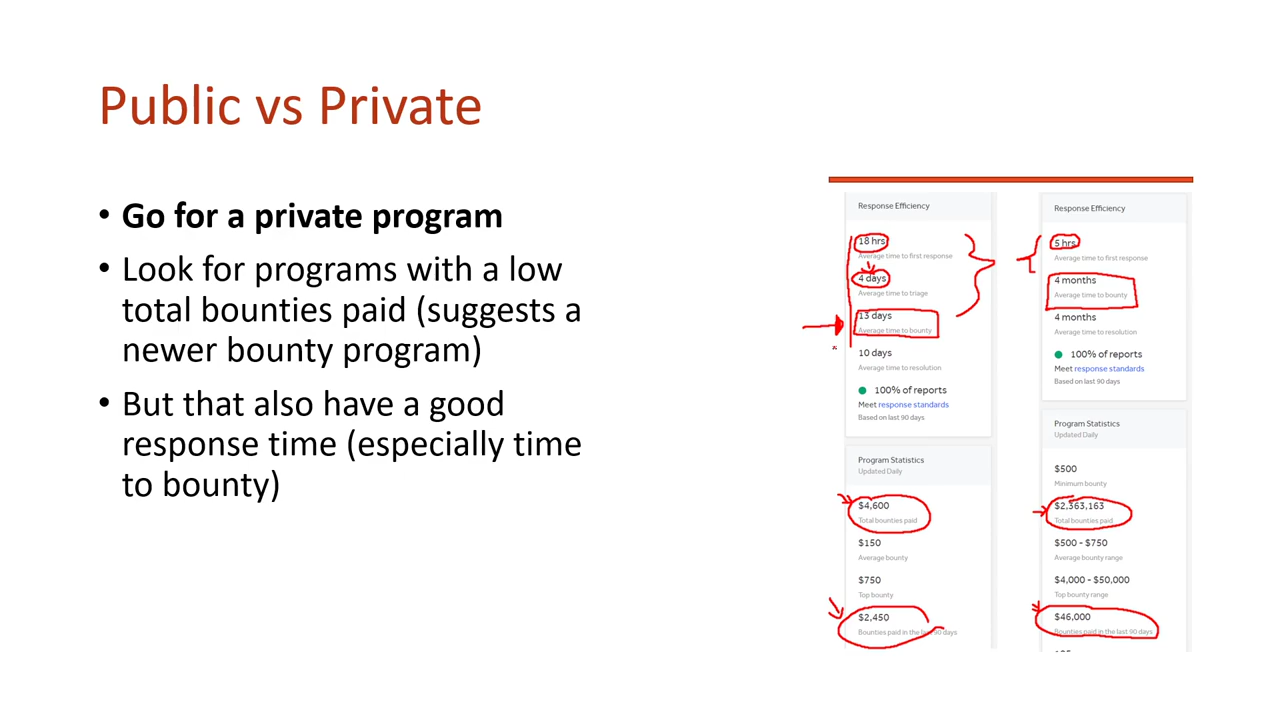 Public vs Private
• Go for a private program
• Look for programs with a low
total bounties paid (suggests a
newer bounty program)
• But that also have a good
response time (especially time
to bounty)
Response Efficiency
18 hrs
Average time to first response
4 days
Average time to triage
13 days
Average time to bounty
10 days
Average time to resolution
100% of reports
Meet response standards
Based on last 90 days
Program Statistics
Updated Daily
$4,600
Total bounties paid
$150
Average bounty
$750
Top bounty
$2,450
Bounties paid in the last 90 days
Response Efficiency
5 hrs
Average time to first response
4 months
Average time to bounty
4 months
Average time to resolution
100% of reports
Meet response standards
Based on last 90 days
Program Statistics
Updated Daily
$500
Minimum bounty
$2,363,163
Total bounties paid
$500 - $750
Average bounty range
$4,000 - $50,000
Top bounty range
$46,000
Bounties paid in the last 90 days